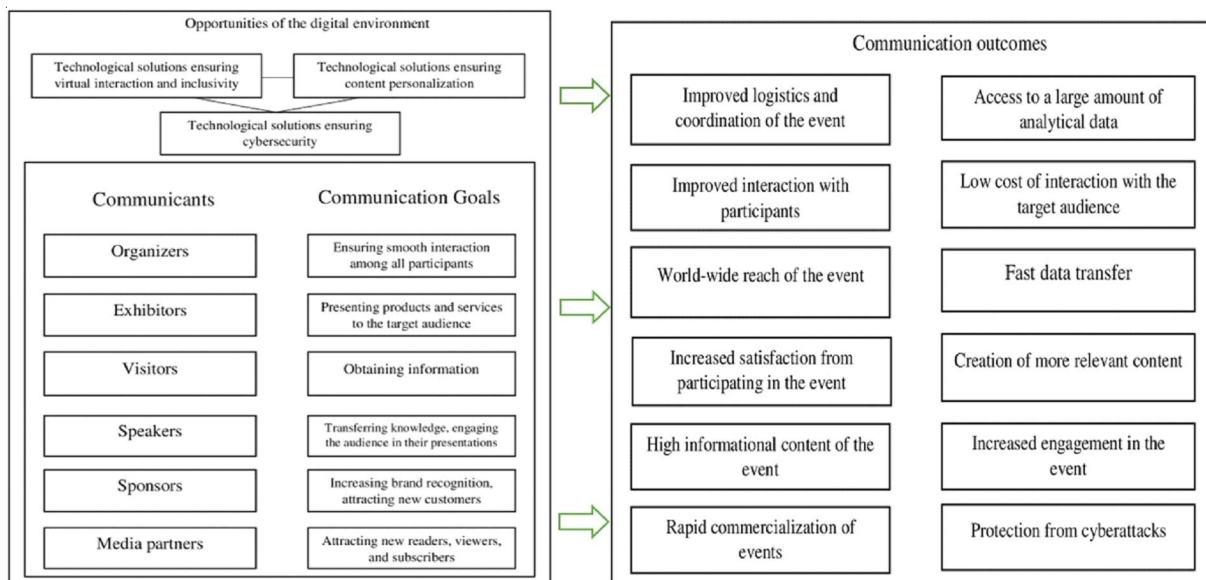 Opportunities of the digital environment
Technological solutions ensuring
virtual interaction and inclusivity
Technological solutions ensuring
content personalization
Technological solutions ensuring
cybersecurity
Communicants
Communication Goals
Organizers
Ensuring smooth interaction
among all participants
Exhibitors
Presenting products and services
to the target audience
Visitors
Obtaining information
Speakers
Transferring knowledge, engaging
the audience in their presentations
Sponsors
Increasing brand recognition,
attracting new customers
Media partners
Attracting new readers, viewers,
and subscribers
Communication outcomes
Improved logistics and
coordination of the event
Access to a large amount of
analytical data
Improved interaction with
participants
Low cost of interaction with the
target audience
World-wide reach of the event
Fast data transfer
Increased satisfaction from
participating in the event
Creation of more relevant content
High informational content of the
event
Increased engagement in the
event
Rapid commercialization of
events
Protection from cyberattacks